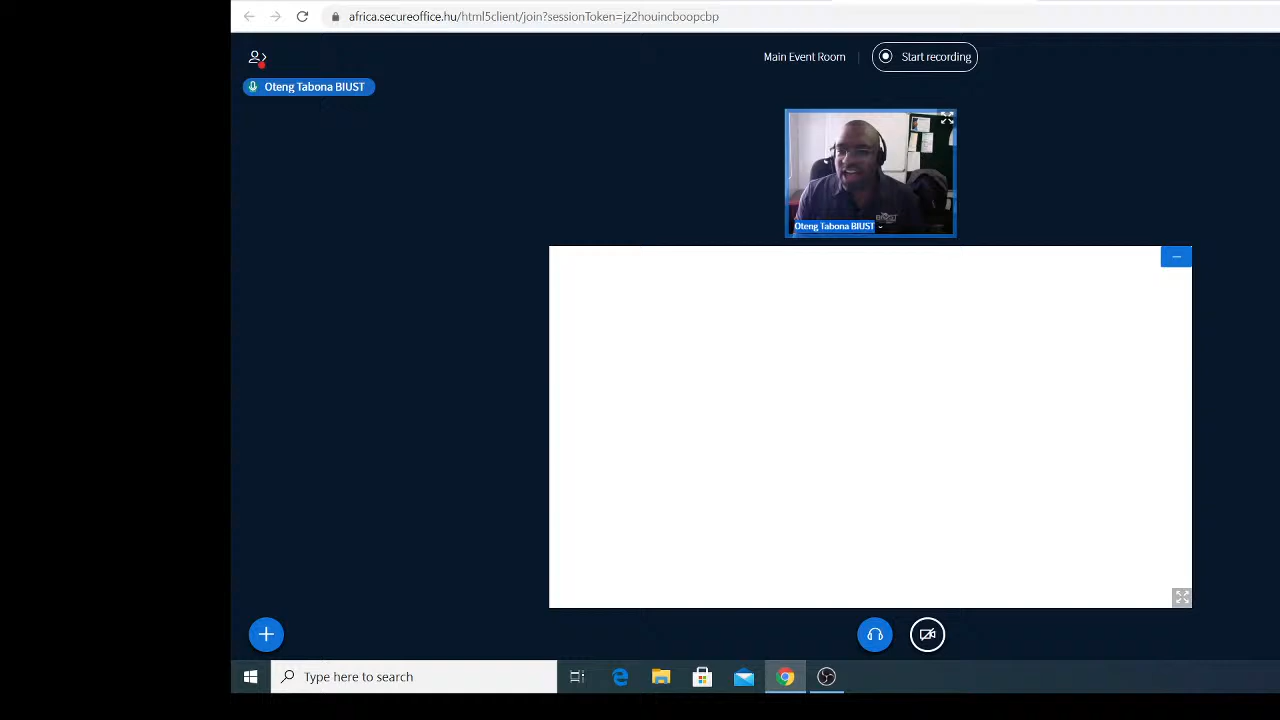 africa.secureoffice.hu/html5client/join?sessionToken=jz2houincboopcbp
Main Event Room
Start recording
Oteng Tabona BIUST
BIUST
Oteng Tabona BIUST
Type here to search